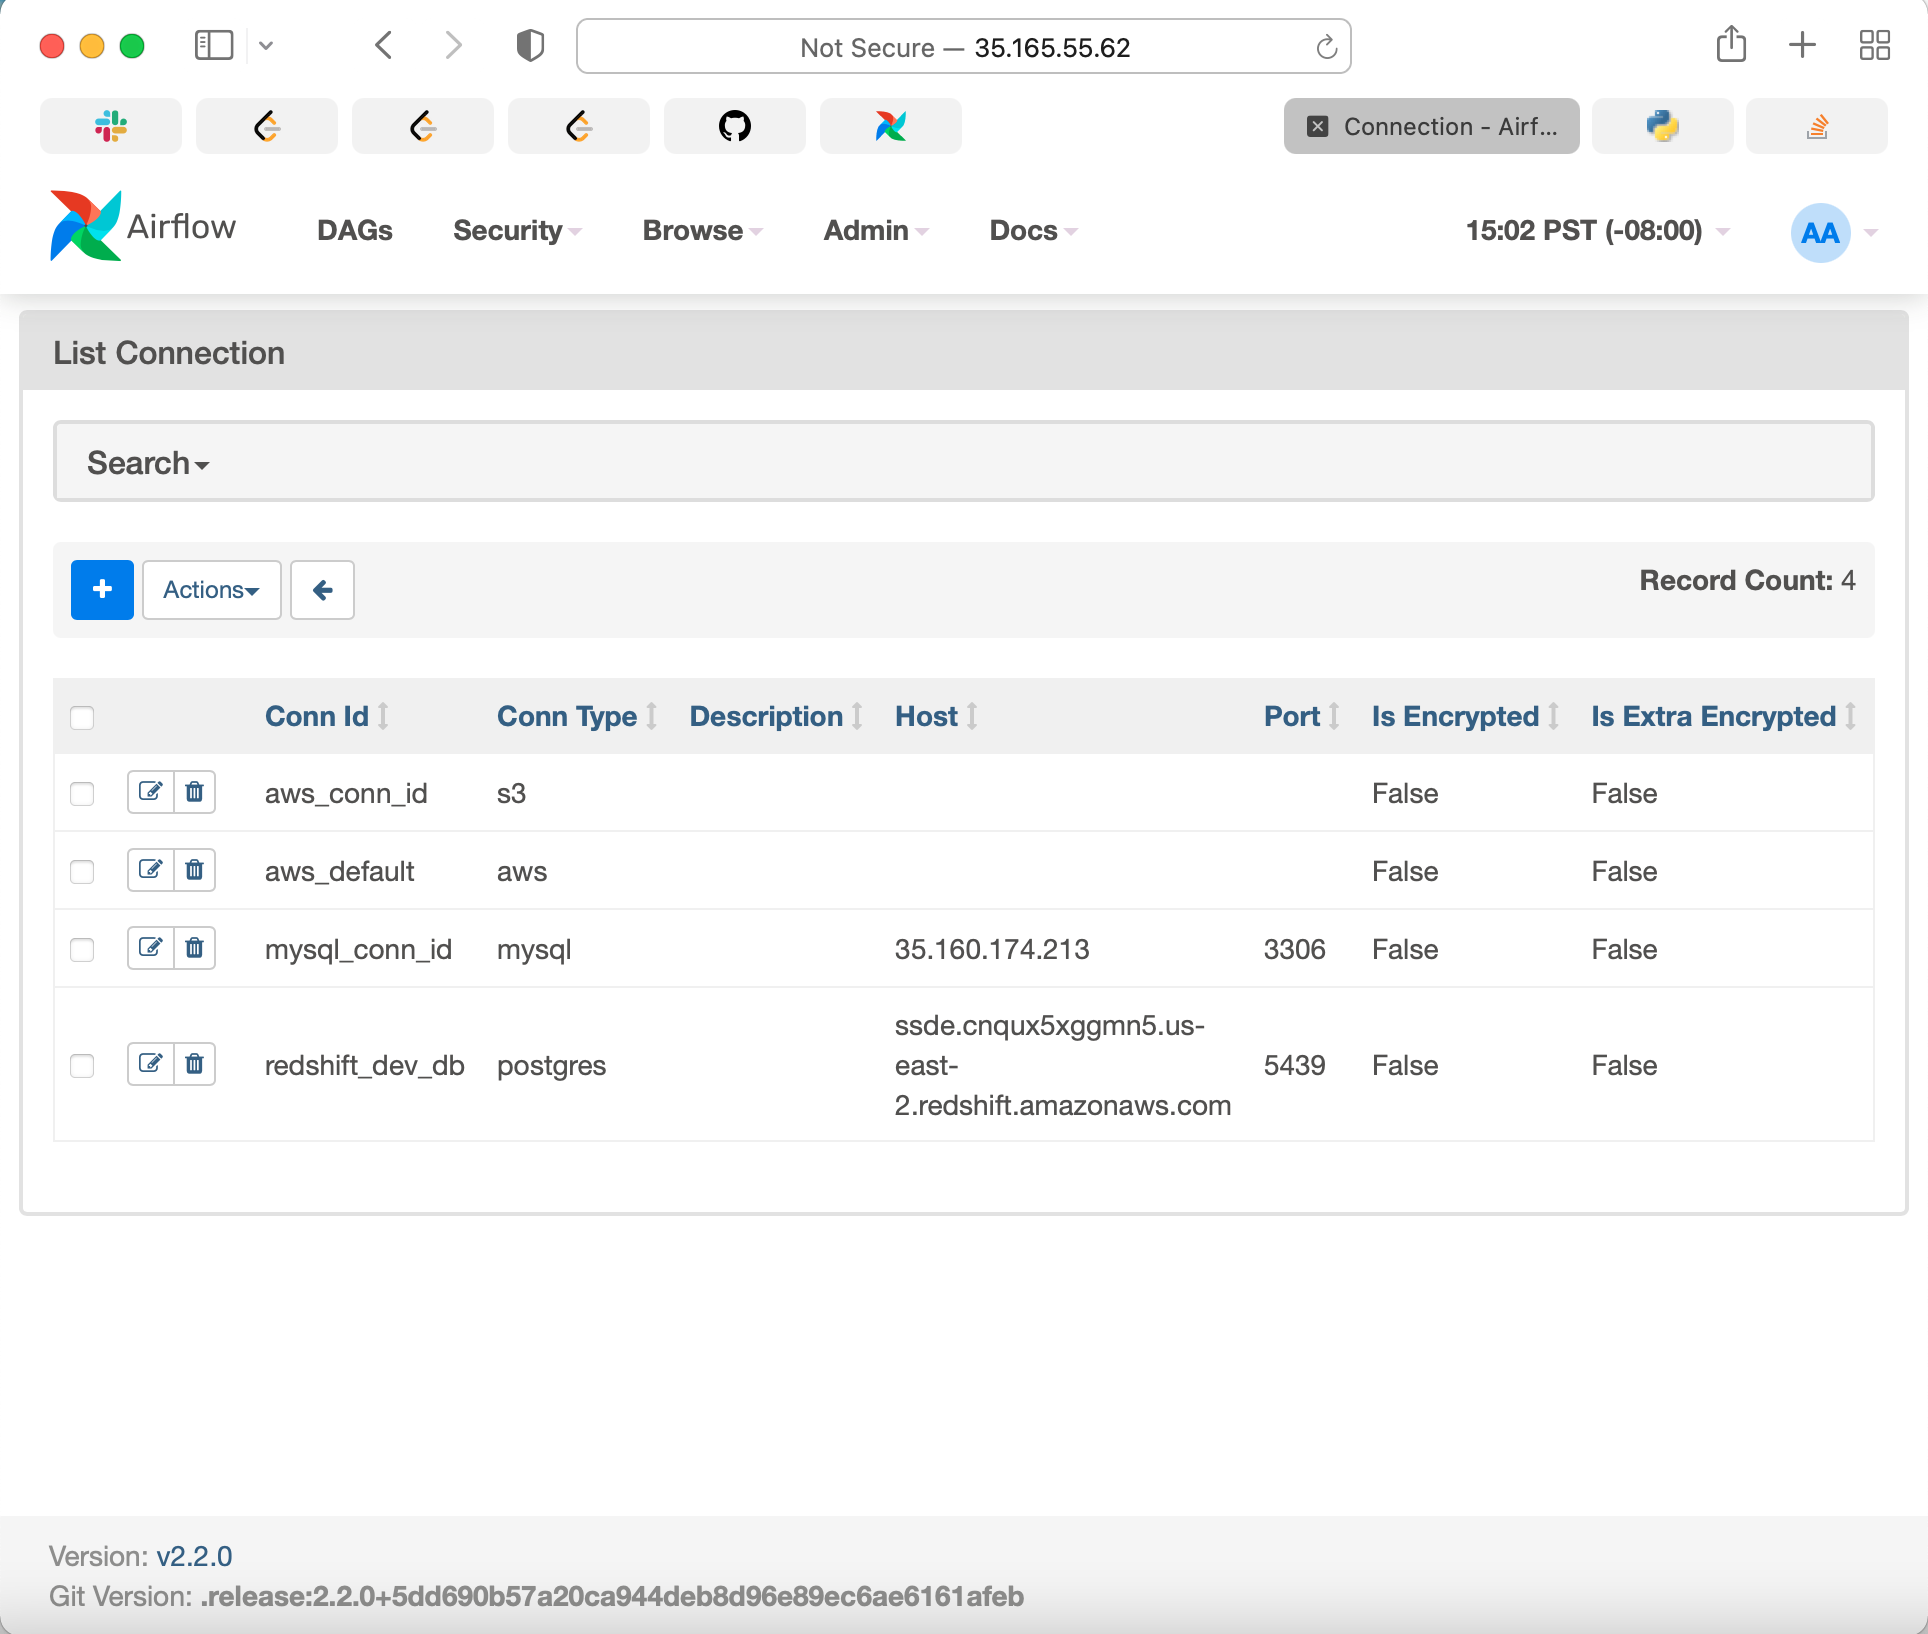 Not Secure — 35.165.55.62
Connection - Airf...
Airflow DAGs Security Browse Admin Docs 15:02 PST (-08:00) AA
List Connection
Search
Actions Record Count: 4
Conn Id Conn Type Description Host Port Is Encrypted Is Extra Encrypted
aws_conn_id s3 False False
aws_default aws False False
mysql_conn_id mysql 35.160.174.213 3306 False False
ssde.cnqux5xggmn5.us-
redshift_dev_db postgres east- 5439 False False
2.redshift.amazonaws.com
Version: v2.2.0
Git Version: .release:2.2.0+5dd690b57a20ca944deb8d96e89ec6ae6161afeb